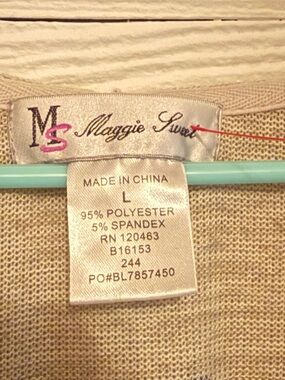 MS Maggie Sweet
MADE IN CHINA
L
95% POLYESTER
5% SPANDEX
RN 120463
B16153
244
PO#BL7857450